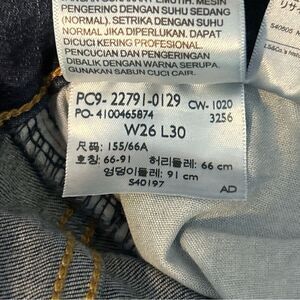 PENGERINGAN DENGAN SUHU SEDANG
(NORMAL). SETRIKA DENGAN SUHU
NORMAL JIKA DIPERLUKAN. DAPAT
DICUCI KERING PROFESIONAL.
PENCUCIAN DAN PENGERINGAN
DIBALIK DENGAN WARNA SERUPA.
GUNAKAN SABUN CUCI CAIR.
PC9- 22791-0129 CW- 1020
PO- 4100465874 3256
W26 L30
尺码: 155/66A
호칭: 66-91 허리둘레: 66 cm
엉덩이둘레: 91 cm
S40197 AD